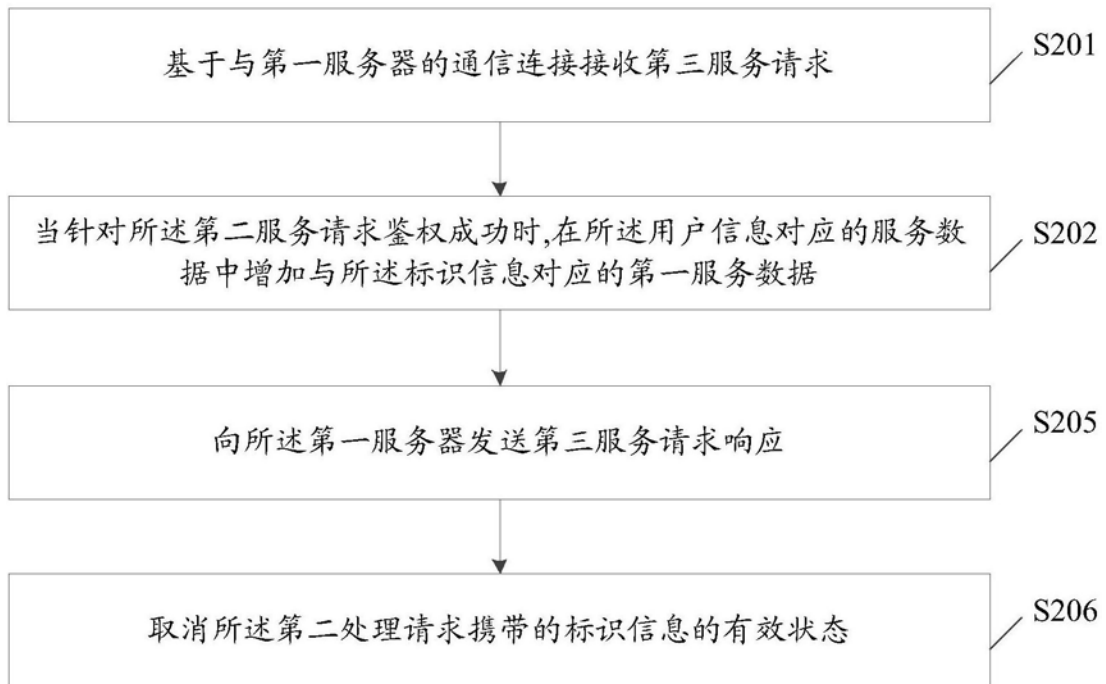 基于与第一服务器的通信连接接收第三服务请求
S201
当针对所述第二服务请求鉴权成功时,在所述用户信息对应的服务数
据中增加与所述标识信息对应的第一服务数据
S202
向所述第一服务器发送第三服务请求响应
S205
取消所述第二处理请求携带的标识信息的有效状态
S206